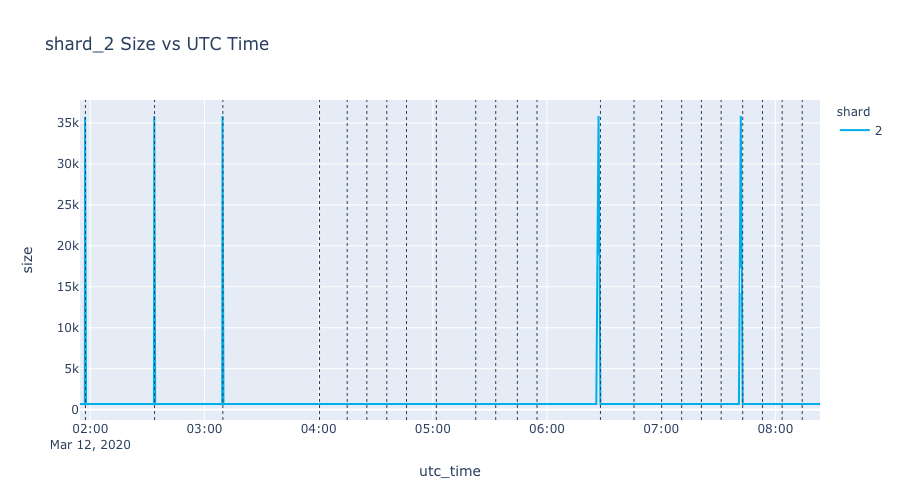 shard_2 Size vs UTC Time
shard
2
size
35k
30k
25k
20k
15k
10k
5k
0
02:00 03:00 04:00 05:00 06:00 07:00 08:00
Mar 12, 2020
utc_time